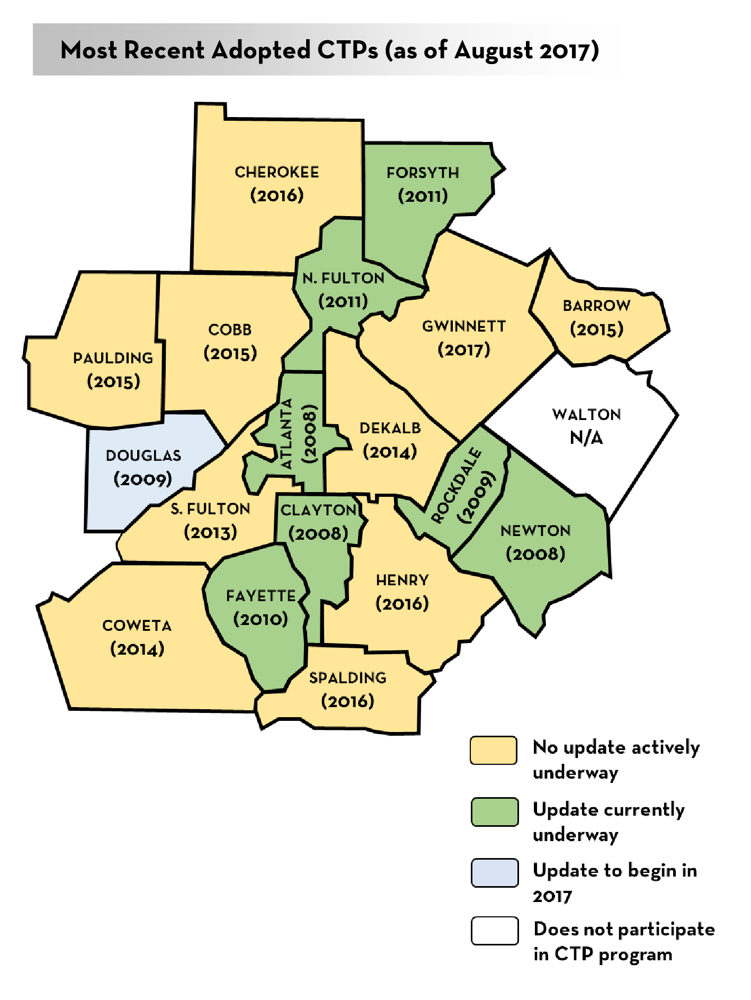 Most Recent Adopted CTPs (as of August 2017)
CHEROKEE
(2016)
FORSYTH
(2011)
N. FULTON
(2011)
BARROW
(2015)
GWINNETT
(2017)
COBB
(2015)
PAULDING
(2015)
WALTON
N/A
ATLANTA
(2008)
DEKALB
(2014)
DOUGLAS
(2009)
ROCKDALE
(2009)
S. FULTON
(2013)
CLAYTON
(2008)
NEWTON
(2008)
HENRY
(2016)
FAYETTE
(2010)
COWETA
(2014)
SPALDING
(2016)
No update actively
underway
Update currently
underway
Update to begin in
2017
Does not participate
in CTP program